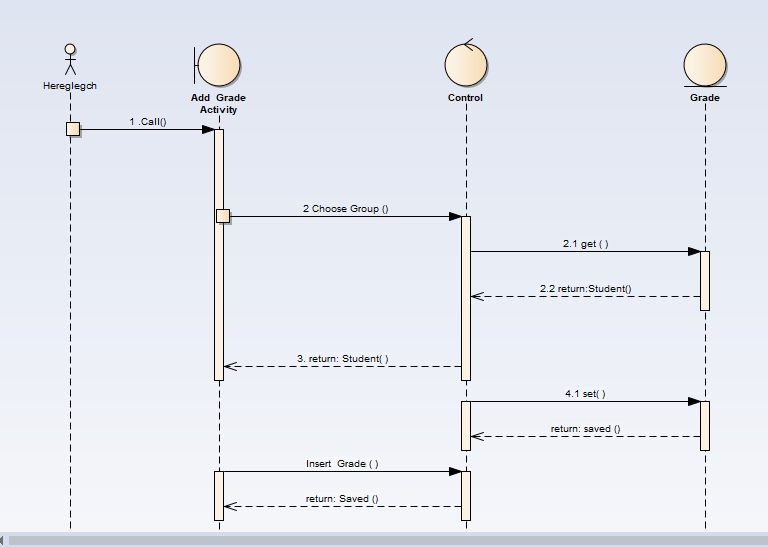 Hereglegch
Add Grade
Activity
Control
Grade
1 .Call()
2 Choose Group ()
2.1 get ( )
2.2 return:Student()
3. return: Student( )
4.1 set( )
return: saved ()
Insert Grade ( )
return: Saved ()